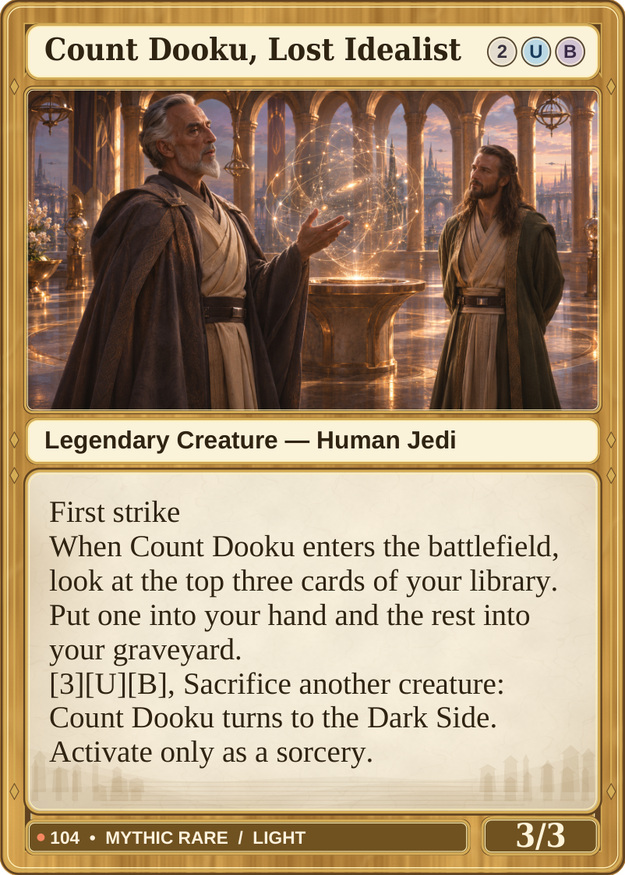 Count Dooku, Lost Idealist 2 U B
Legendary Creature — Human Jedi
First strike
When Count Dooku enters the battlefield,
look at the top three cards of your library.
Put one into your hand and the rest into
your graveyard.
[3][U][B], Sacrifice another creature:
Count Dooku turns to the Dark Side.
Activate only as a sorcery.
104 • MYTHIC RARE / LIGHT 3/3